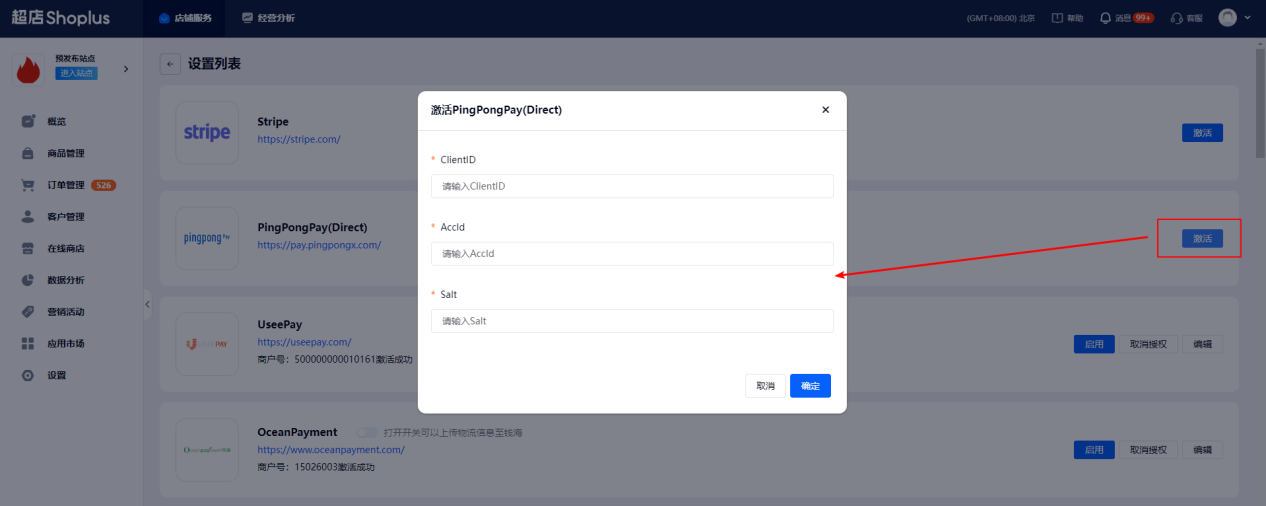 超店Shoplus
店铺服务
经营分析
(GMT+08:00) 北京
帮助
消息 99+
客服
预发布站点
进入站点
设置列表
概览
商品管理
订单管理 526
客户管理
在线商店
数据分析
营销活动
应用市场
设置
stripe
Stripe
https://stripe.com/
激活
pingpong
PingPongPay(Direct)
https://pay.pingpongx.com/
激活
USEEPAY
UseePay
https://useepay.com/
商户号：500000000010161激活成功
启用
取消授权
编辑
OceanPayment
打开开关可以上传物流信息至钱海
https://www.oceanpayment.com/
商户号：15026003激活成功
启用
取消授权
编辑
激活PingPongPay(Direct)
* ClientID
请输入ClientID
* AccId
请输入AccId
* Salt
请输入Salt
取消
确定